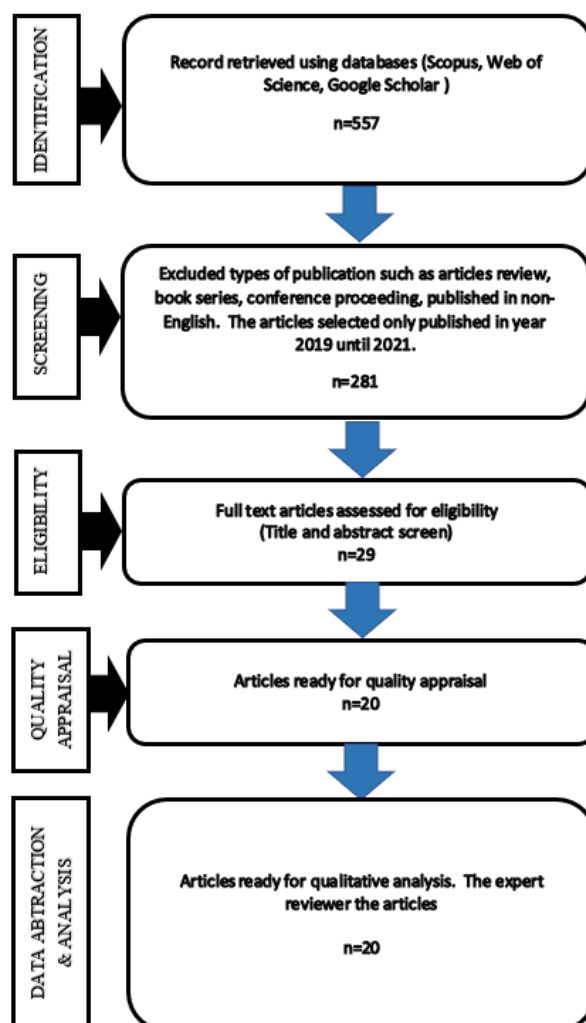 IDENTIFICATION
Record retrieved using databases (Scopus, Web of
Science, Google Scholar )
n=557
SCREENING
Excluded types of publication such as articles review,
book series, conference proceeding, published in non-
English. The articles selected only published in year
2019 until 2021.
n=281
ELIGIBILITY
Full text articles assessed for eligibility
(Title and abstract screen)
n=29
QUALITY
APPRAISAL
Articles ready for quality appraisal
n=20
DATA ABTRACTION
& ANALYSIS
Articles ready for qualitative analysis. The expert
reviewer the articles
n=20